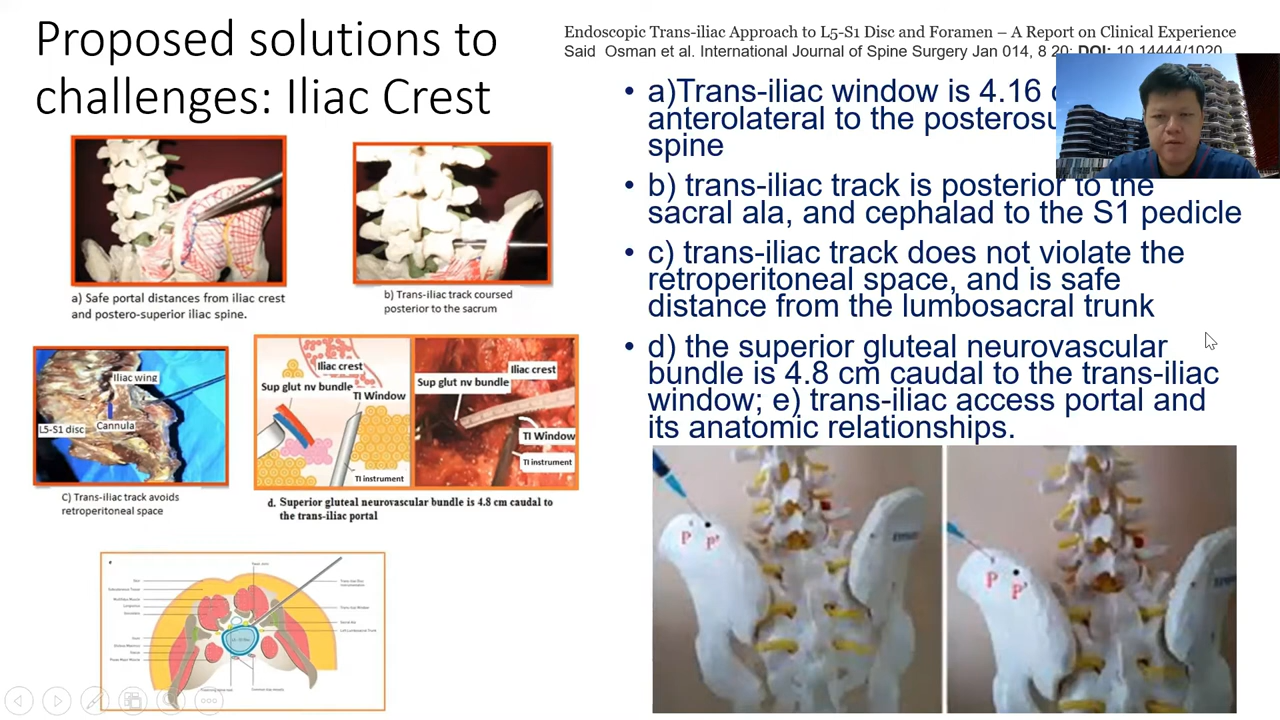 Proposed solutions to
challenges: Iliac Crest
Endoscopic Trans-iliac Approach to L5-S1 Disc and Foramen – A Report on Clinical Experience
Said Osman et al. International Journal of Spine Surgery Jan 014, 8 20; DOI: 10.14444/1020
a) Safe portal distances from iliac crest
and postero-superior iliac spine.
b) Trans-iliac track coursed
posterior to the sacrum
Iliac wing
L5-S1 disc
Cannula
C) Trans-iliac track avoids
retroperitoneal space
Iliac crest
Sup glut nv bundle
TI Window
TI instrument
Iliac crest
Sup glut nv bundle
TI Window
TI instrument
d. Superior gluteal neurovascular bundle is 4.8 cm caudal to
the trans-iliac portal
• a)Trans-iliac window is 4.16
anterolateral to the
spine
• b) trans-iliac track is posterior to the
sacral ala, and cephalad to the S1 pedicle
• c) trans-iliac track does not violate the
retroperitoneal space, and is safe
distance from the lumbosacral trunk
• d) the superior gluteal neurovascular
bundle is 4.8 cm caudal to the trans-iliac
window; e) trans-iliac access portal and
its anatomic relationships.
P P'
P P'